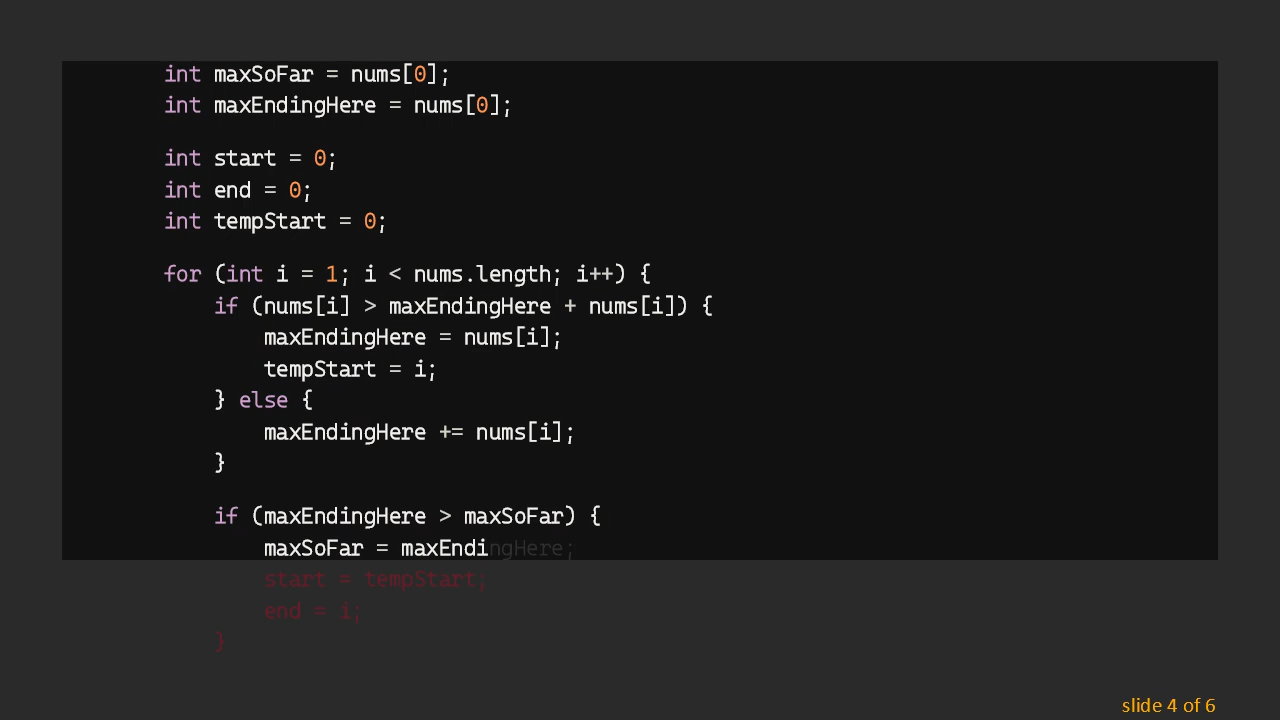 int maxSoFar = nums[0];
int maxEndingHere = nums[0];
int start = 0;
int end = 0;
int tempStart = 0;
for (int i = 1; i < nums.length; i++) {
if (nums[i] > maxEndingHere + nums[i]) {
maxEndingHere = nums[i];
tempStart = i;
} else {
maxEndingHere += nums[i];
}
if (maxEndingHere > maxSoFar) {
maxSoFar = maxEndingHere;
start = tempStart;
end = i;
}
slide 4 of 6